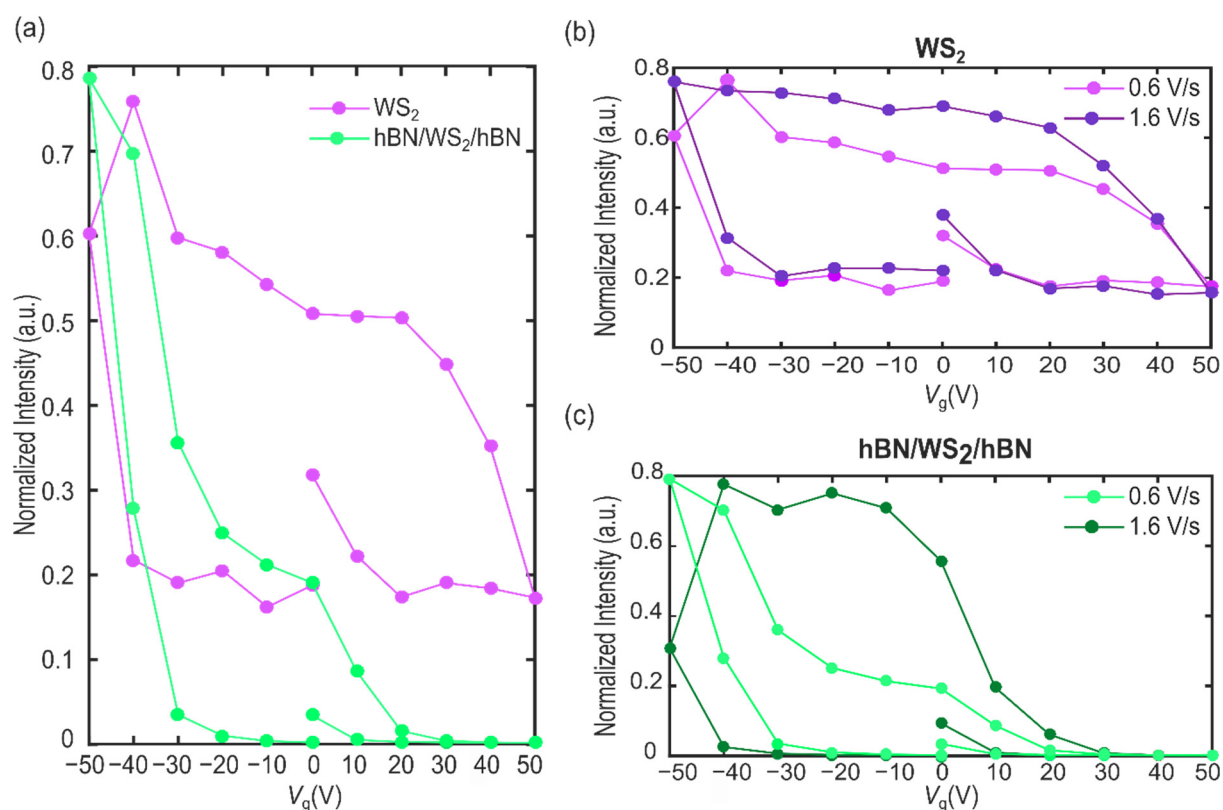 (a)
0.8
0.7
0.6
0.5
0.4
0.3
0.2
0.1
0
Normalized Intensity (a.u.)
WS₂
hBN/WS₂/hBN
−50 −40 −30 −20 −10 0 10 20 30 40 50
Vg(V)
(b)
WS₂
0.8
0.6
0.4
0.2
0
Normalized Intensity (a.u.)
0.6 V/s
1.6 V/s
−50 −40 −30 −20 −10 0 10 20 30 40 50
Vg(V)
(c)
hBN/WS₂/hBN
0.8
0.6
0.4
0.2
0
Normalized Intensity (a.u.)
0.6 V/s
1.6 V/s
−50 −40 −30 −20 −10 0 10 20 30 40 50
Vg(V)